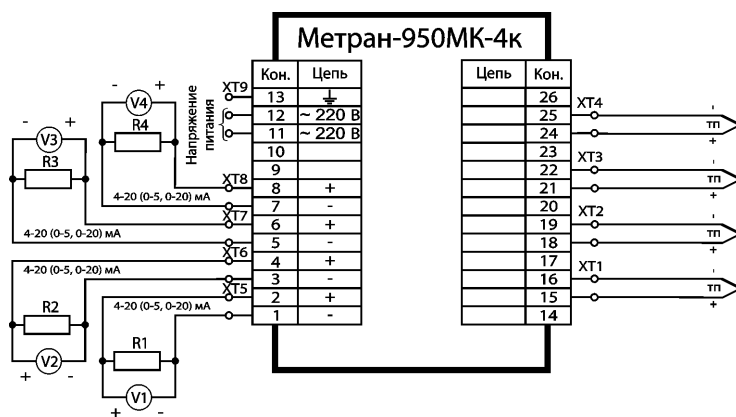 Метран-950МК-4к
Кон. Цепь
13
12 ~ 220 В
11 ~ 220 В
10
9
8 +
7 -
6 +
5 -
4 +
3 -
2 +
1 -
Цепь Кон.
26
25
24
23
22
21
20
19
18
17
16
15
14
XT9
Напряжение
питания
- +
V4
R4
XT8
4-20 (0-5, 0-20) мА
- +
V3
R3
XT7
4-20 (0-5, 0-20) мА
XT6
4-20 (0-5, 0-20) мА
R2
V2
+ -
XT5
4-20 (0-5, 0-20) мА
R1
V1
+ -
XT4
-
ТП
+
XT3
-
ТП
+
XT2
-
ТП
+
XT1
-
ТП
+